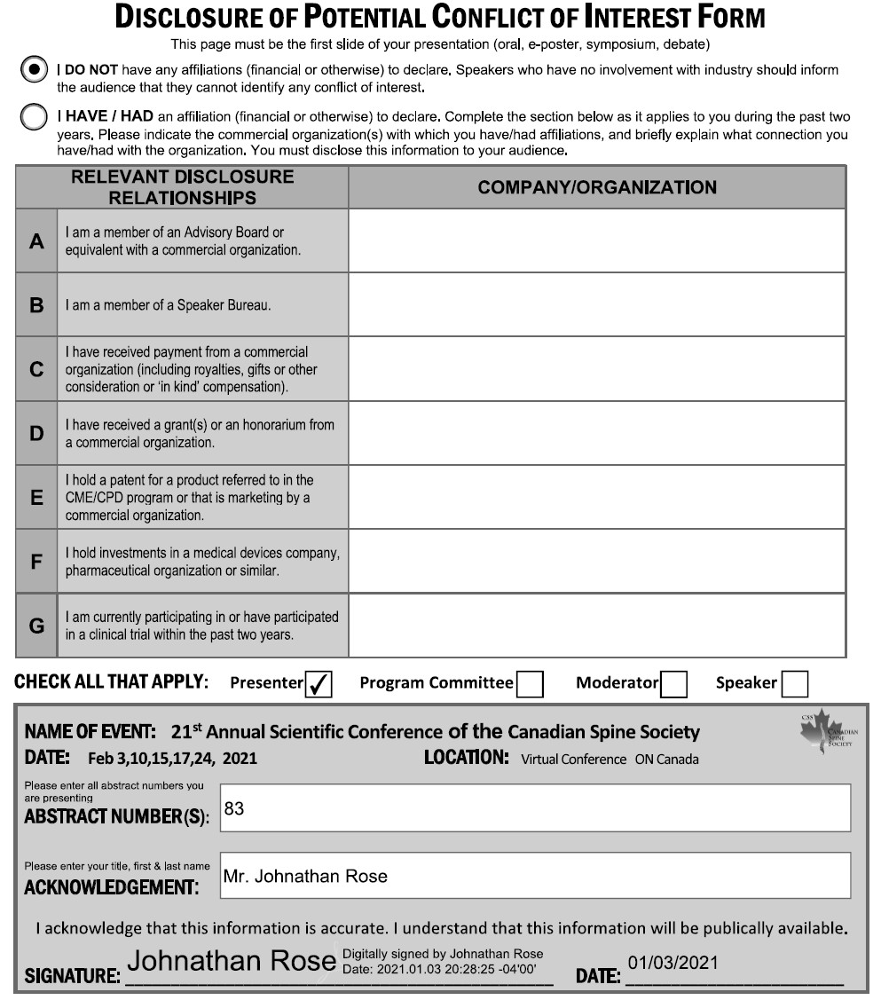 DISCLOSURE OF POTENTIAL CONFLICT OF INTEREST FORM
This page must be the first slide of your presentation (oral, e-poster, symposium, debate)
I DO NOT have any affiliations (financial or otherwise) to declare. Speakers who have no involvement with industry should inform
the audience that they cannot identify any conflict of interest.
I HAVE / HAD an affiliation (financial or otherwise) to declare. Complete the section below as it applies to you during the past two
years. Please indicate the commercial organization(s) with which you have/had affiliations, and briefly explain what connection you
have/had with the organization. You must disclose this information to your audience.
RELEVANT DISCLOSURE
RELATIONSHIPS
COMPANY/ORGANIZATION
A
I am a member of an Advisory Board or
equivalent with a commercial organization.
B
I am a member of a Speaker Bureau.
C
I have received payment from a commercial
organization (including royalties, gifts or other
consideration or ‘in kind’ compensation).
D
I have received a grant(s) or an honorarium from
a commercial organization.
E
I hold a patent for a product referred to in the
CME/CPD program or that is marketing by a
commercial organization.
F
I hold investments in a medical devices company,
pharmaceutical organization or similar.
G
I am currently participating in or have participated
in a clinical trial within the past two years.
CHECK ALL THAT APPLY: Presenter ✓ Program Committee Moderator Speaker
NAME OF EVENT: 21st Annual Scientific Conference of the Canadian Spine Society
CSS
CANADIAN
SPINE
SOCIETY
DATE: Feb 3,10,15,17,24, 2021 LOCATION: Virtual Conference ON Canada
Please enter all abstract numbers you
are presenting
ABSTRACT NUMBER(S): 83
Please enter your title, first & last name
ACKNOWLEDGEMENT: Mr. Johnathan Rose
I acknowledge that this information is accurate. I understand that this information will be publically available.
SIGNATURE: Johnathan Rose
Digitally signed by Johnathan Rose
Date: 2021.01.03 20:28:25 -04'00'
DATE: 01/03/2021